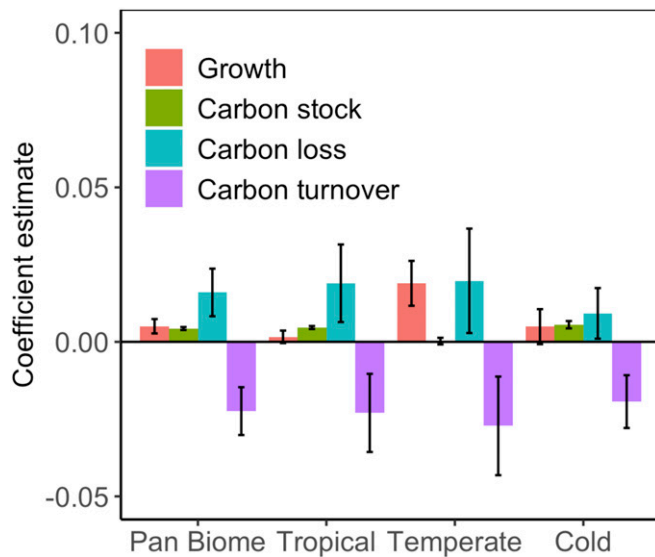 0.10
Growth
Carbon stock
Carbon loss
Carbon turnover
0.05
0.00
-0.05
Coefficient estimate
Pan Biome Tropical Temperate Cold